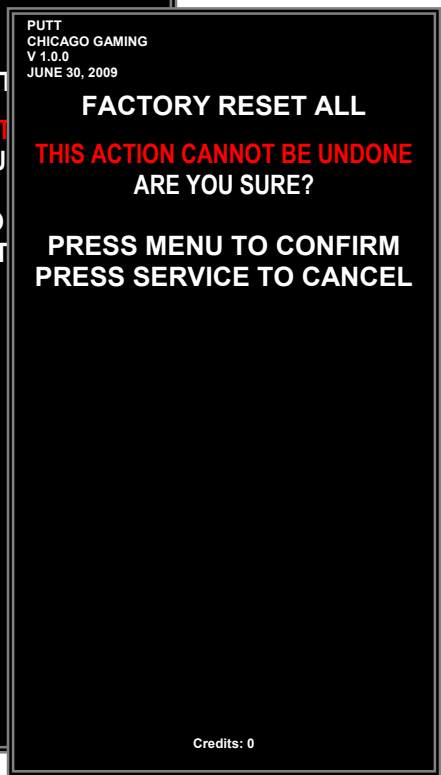 PUTT
CHICAGO GAMING
V 1.0.0
JUNE 30, 2009
FACTORY RESET ALL
THIS ACTION CANNOT BE UNDONE
ARE YOU SURE?
PRESS MENU TO CONFIRM
PRESS SERVICE TO CANCEL
Credits: 0